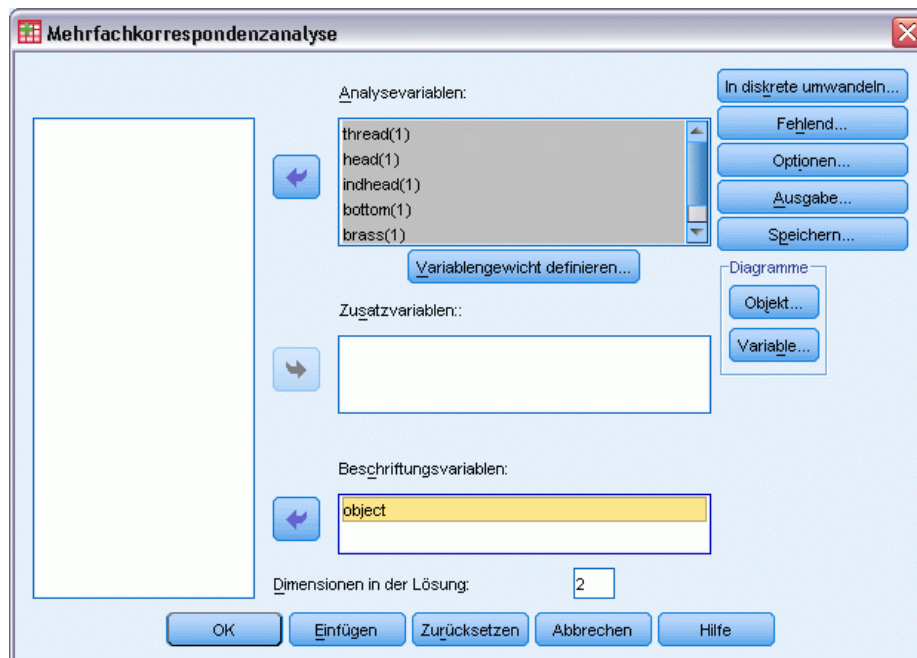 Mehrfachkorrespondenzanalyse
Analysevariablen:
thread(1)
head(1)
indhead(1)
bottom(1)
brass(1)
Variablengewicht definieren...
Zusatzvariablen::
Beschriftungsvariablen:
object
Dimensionen in der Lösung:
2
In diskrete umwandeln...
Fehlend...
Optionen...
Ausgabe...
Speichern...
Diagramme
Objekt...
Variable...
OK
Einfügen
Zurücksetzen
Abbrechen
Hilfe